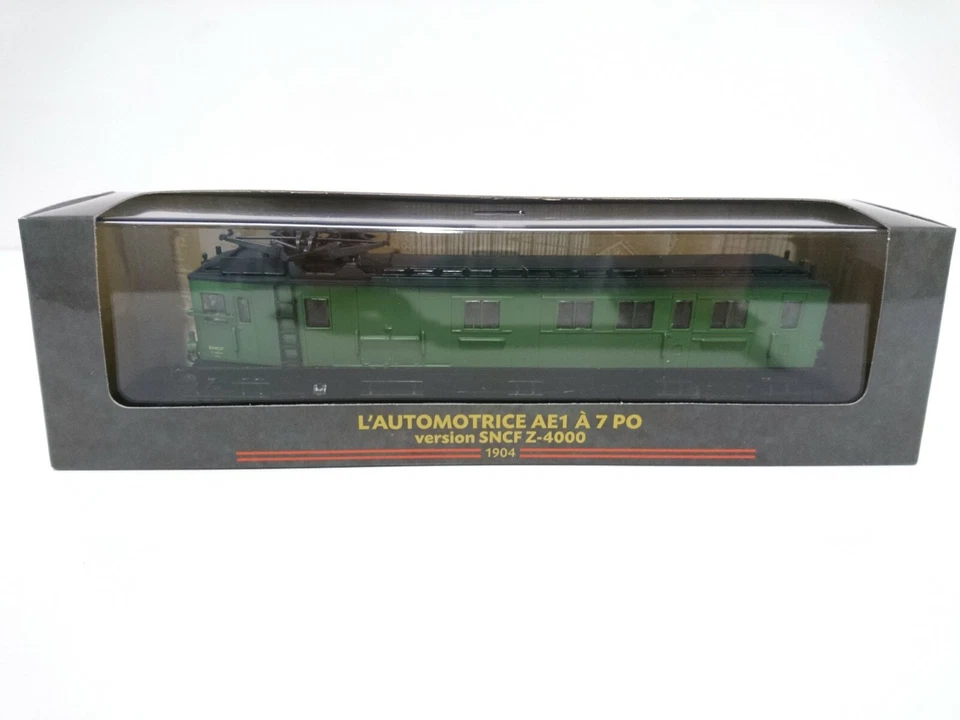 L'AUTOMOTRICE AE1 À 7 PO
version SNCF Z-4000
1904